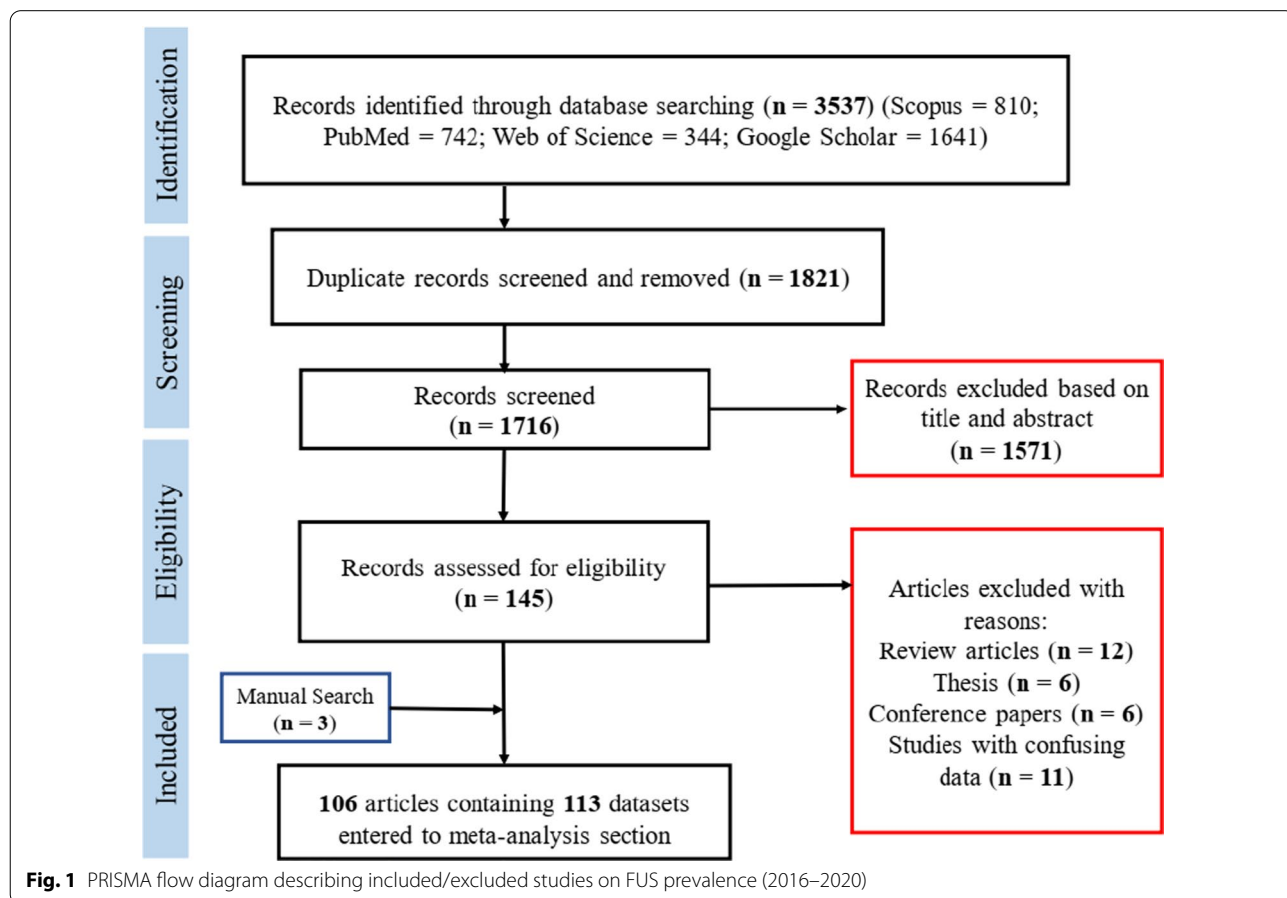 Identification
Records identified through database searching (n = 3537) (Scopus = 810;
PubMed = 742; Web of Science = 344; Google Scholar = 1641)
Screening
Duplicate records screened and removed (n = 1821)
Records screened
(n = 1716)
Records excluded based on
title and abstract
(n = 1571)
Eligibility
Records assessed for eligibility
(n = 145)
Articles excluded with
reasons:
Review articles (n = 12)
Thesis (n = 6)
Conference papers (n = 6)
Studies with confusing
data (n = 11)
Included
Manual Search
(n = 3)
106 articles containing 113 datasets
entered to meta-analysis section
Fig. 1 PRISMA flow diagram describing included/excluded studies on FUS prevalence (2016–2020)